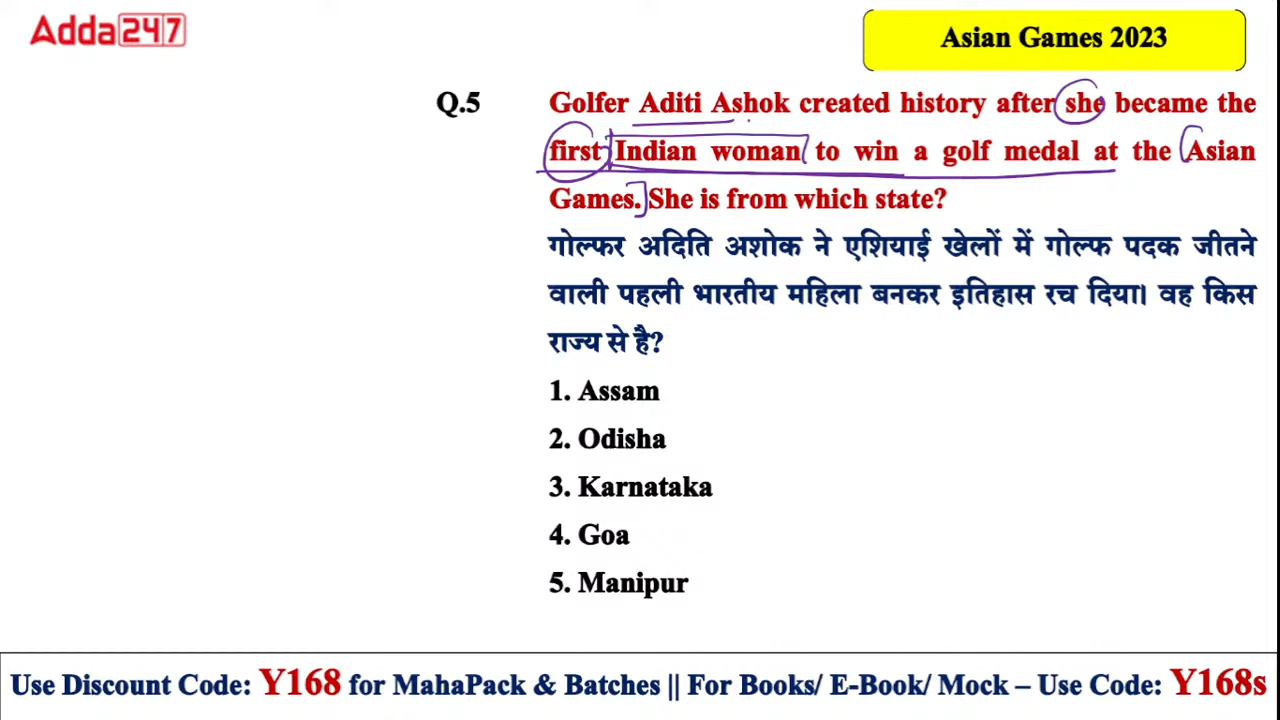 Adda247
Asian Games 2023
Q.5
Golfer Aditi Ashok created history after she became the
first Indian woman to win a golf medal at the Asian
Games. She is from which state?
गोल्फर अदिति अशोक ने एशियाई खेलों में गोल्फ पदक जीतने
वाली पहली भारतीय महिला बनकर इतिहास रच दिया। वह किस
राज्य से है?
1. Assam
2. Odisha
3. Karnataka
4. Goa
5. Manipur
Use Discount Code: Y168 for MahaPack & Batches || For Books/ E-Book/ Mock – Use Code: Y168s